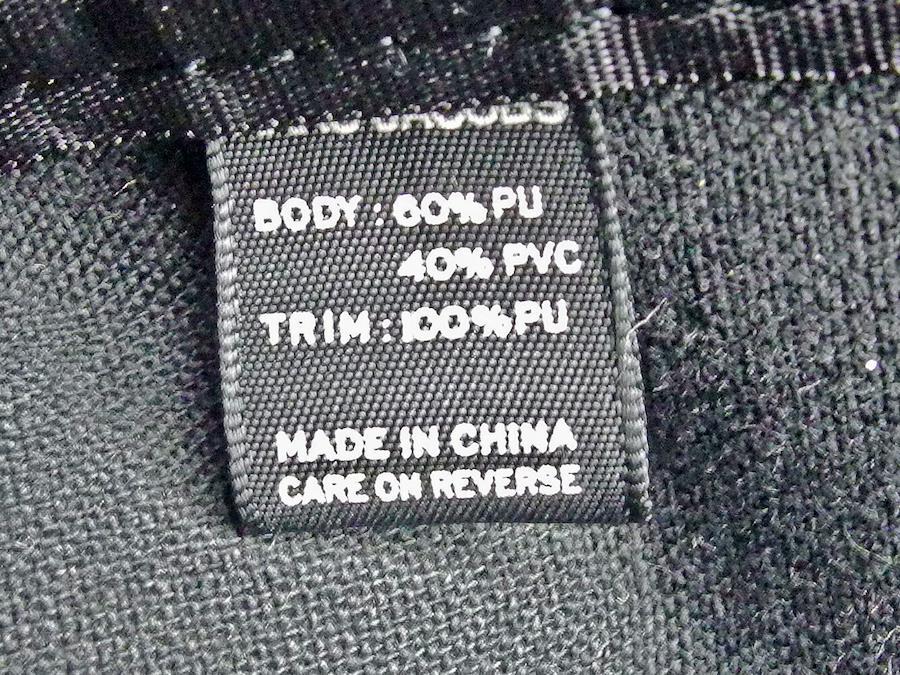 BODY : 60% PU
40% PVC
TRIM : 100% PU
MADE IN CHINA
CARE ON REVERSE